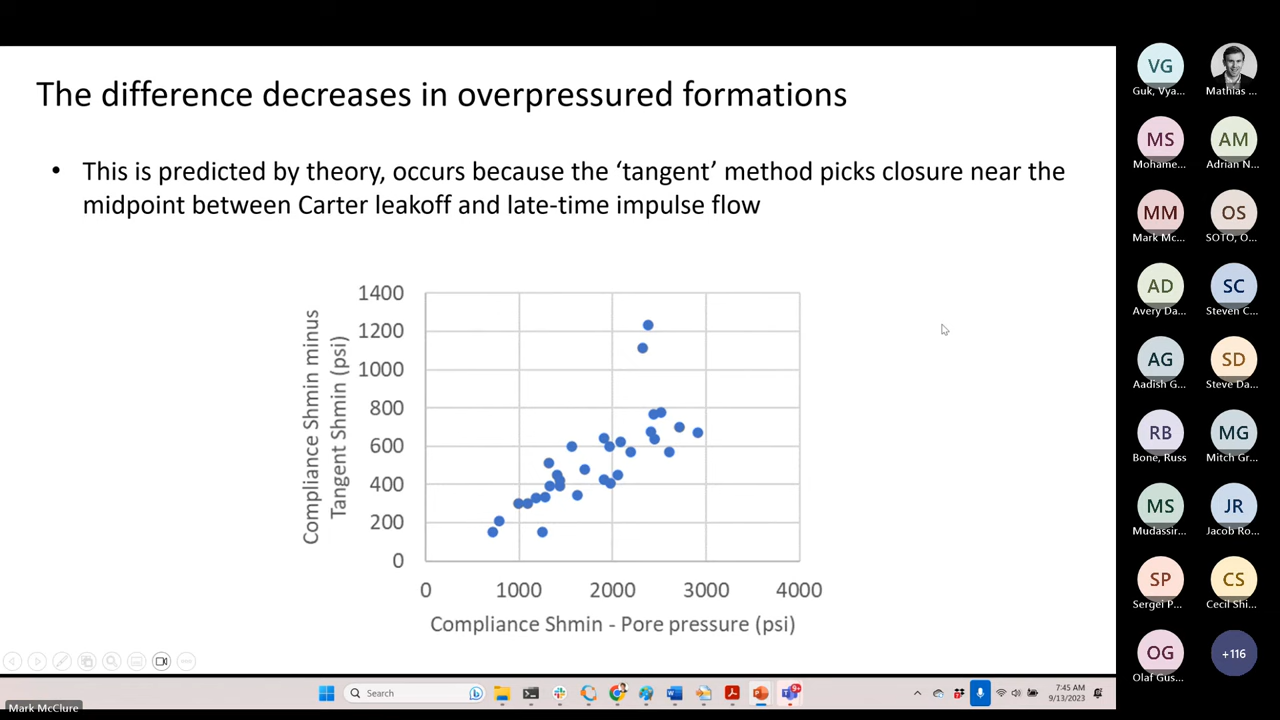 The difference decreases in overpressured formations
• This is predicted by theory, occurs because the ‘tangent’ method picks closure near the
midpoint between Carter leakoff and late-time impulse flow
Compliance Shmin minus
Tangent Shmin (psi)
1400
1200
1000
800
600
400
200
0
0 1000 2000 3000 4000
Compliance Shmin - Pore pressure (psi)
VG
Guk, Vya... Mathias ...
MS AM
Mohame... Adrian N...
MM OS
Mark Mc... SOTO, O...
AD SC
Avery Da... Steven C...
AG SD
Aadish G... Steve Da...
RB MG
Bone, Russ Mitch Gr...
MS JR
Mudassir... Jacob Ro...
SP CS
Sergei P... Cecil Shi...
OG +116
Olaf Gus...
Search
9+
7:45 AM
9/13/2023
Mark McClure